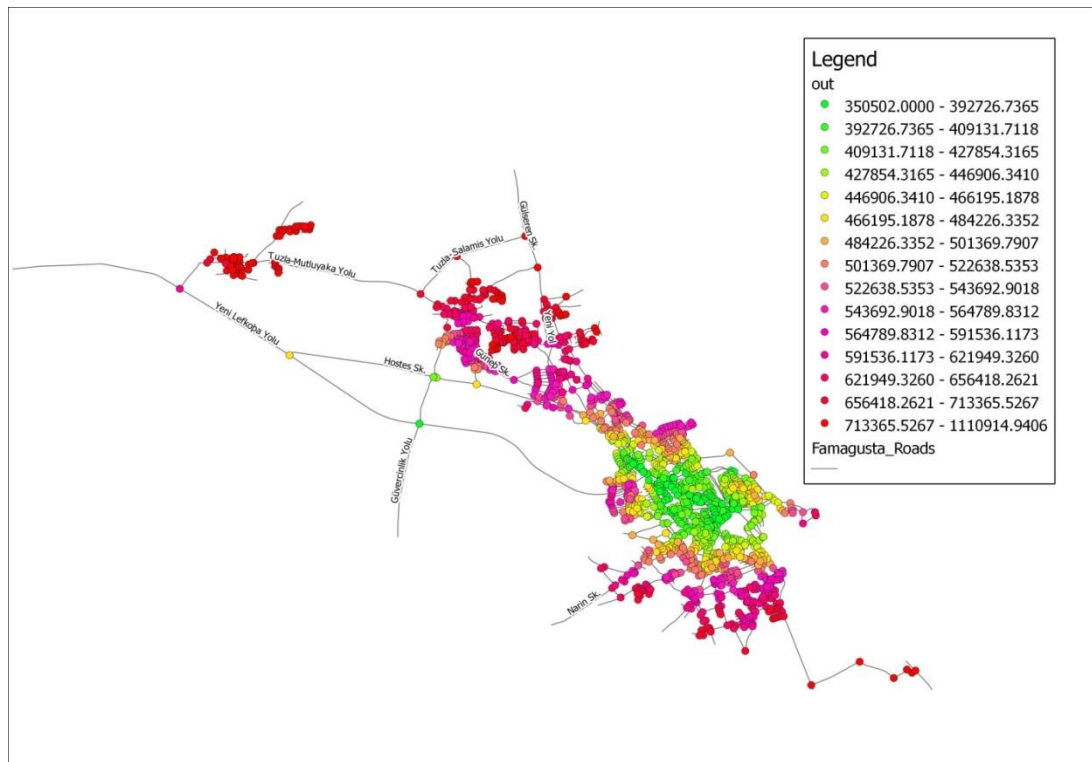 Legend
out
350502.0000 - 392726.7365
392726.7365 - 409131.7118
409131.7118 - 427854.3165
427854.3165 - 446906.3410
446906.3410 - 466195.1878
466195.1878 - 484226.3352
484226.3352 - 501369.7907
501369.7907 - 522638.5353
522638.5353 - 543692.9018
543692.9018 - 564789.8312
564789.8312 - 591536.1173
591536.1173 - 621949.3260
621949.3260 - 656418.2621
656418.2621 - 713365.5267
713365.5267 - 1110914.9406
Famagusta_Roads
Gülseren Sk.
Tuzla-Salamis Yolu
Tuzla-Mutluyaka Yolu
Yeni Lefkoþa Yolu
Yeni Yol
Hostes Sk.
Güneþ Sk.
Güvercinlik Yolu
Narin Sk.